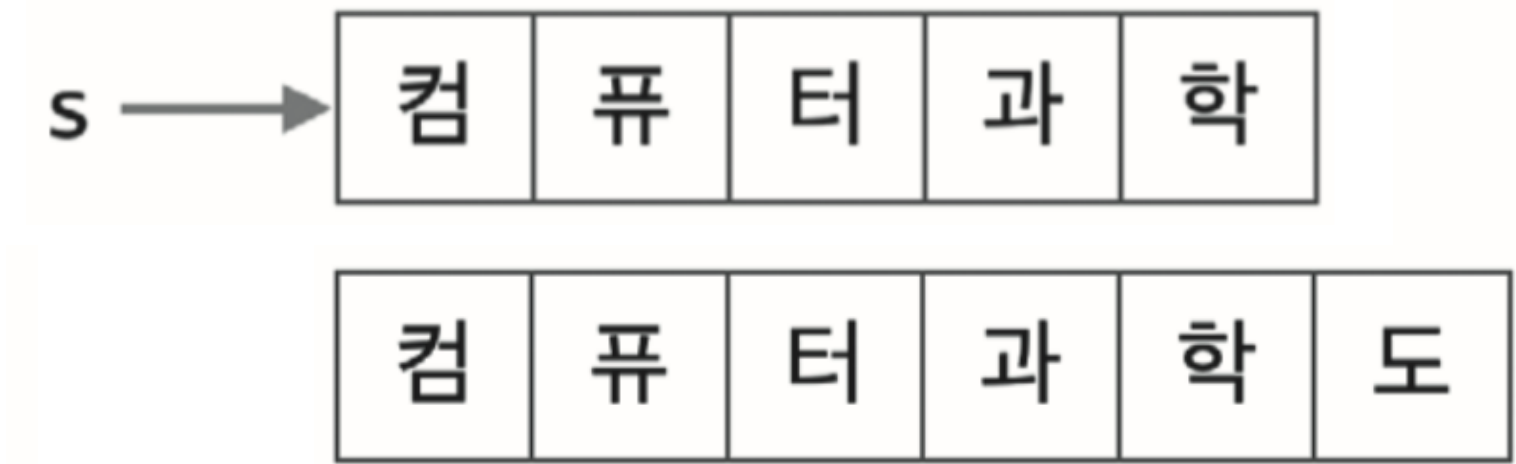 s 컴 퓨 터 과 학
컴 퓨 터 과 학 도